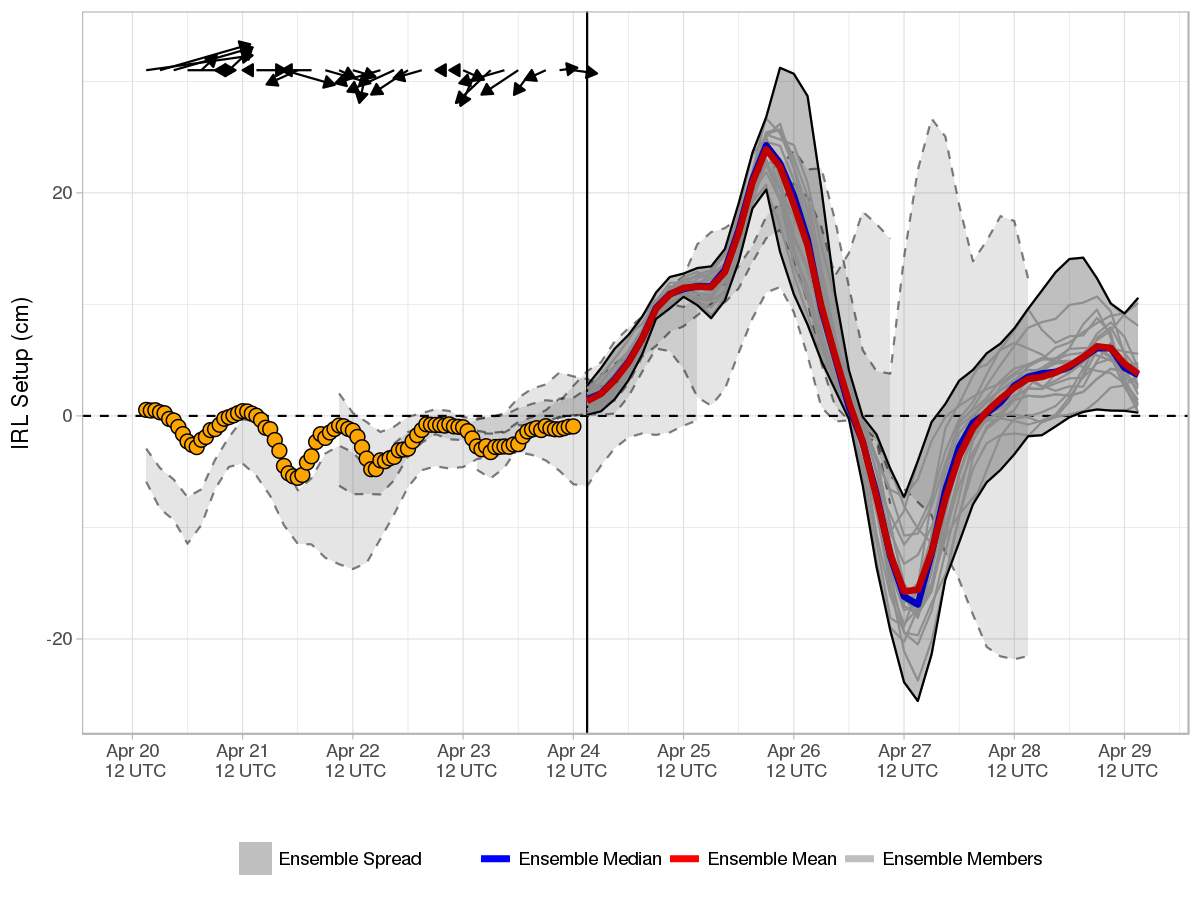 IRL Setup (cm)
20
0
-20
Apr 20 Apr 21 Apr 22 Apr 23 Apr 24 Apr 25 Apr 26 Apr 27 Apr 28 Apr 29
12 UTC 12 UTC 12 UTC 12 UTC 12 UTC 12 UTC 12 UTC 12 UTC 12 UTC 12 UTC
Ensemble Spread Ensemble Median Ensemble Mean Ensemble Members